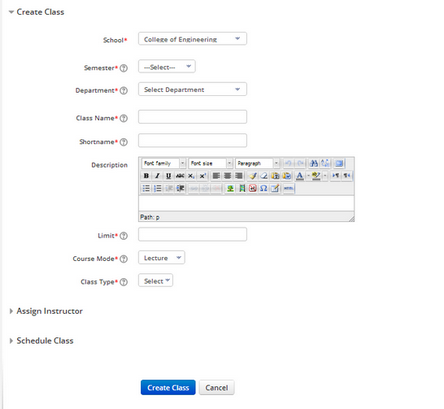 Create Class
School* College of Engineering
Semester* ---Select---
Department* Select Department
Class Name*
Shortname*
Description
Font family Font size Paragraph
B I U ABC
Path: p
Limit*
Course Mode* Lecture
Class Type* Select
Assign Instructor
Schedule Class
Create Class Cancel